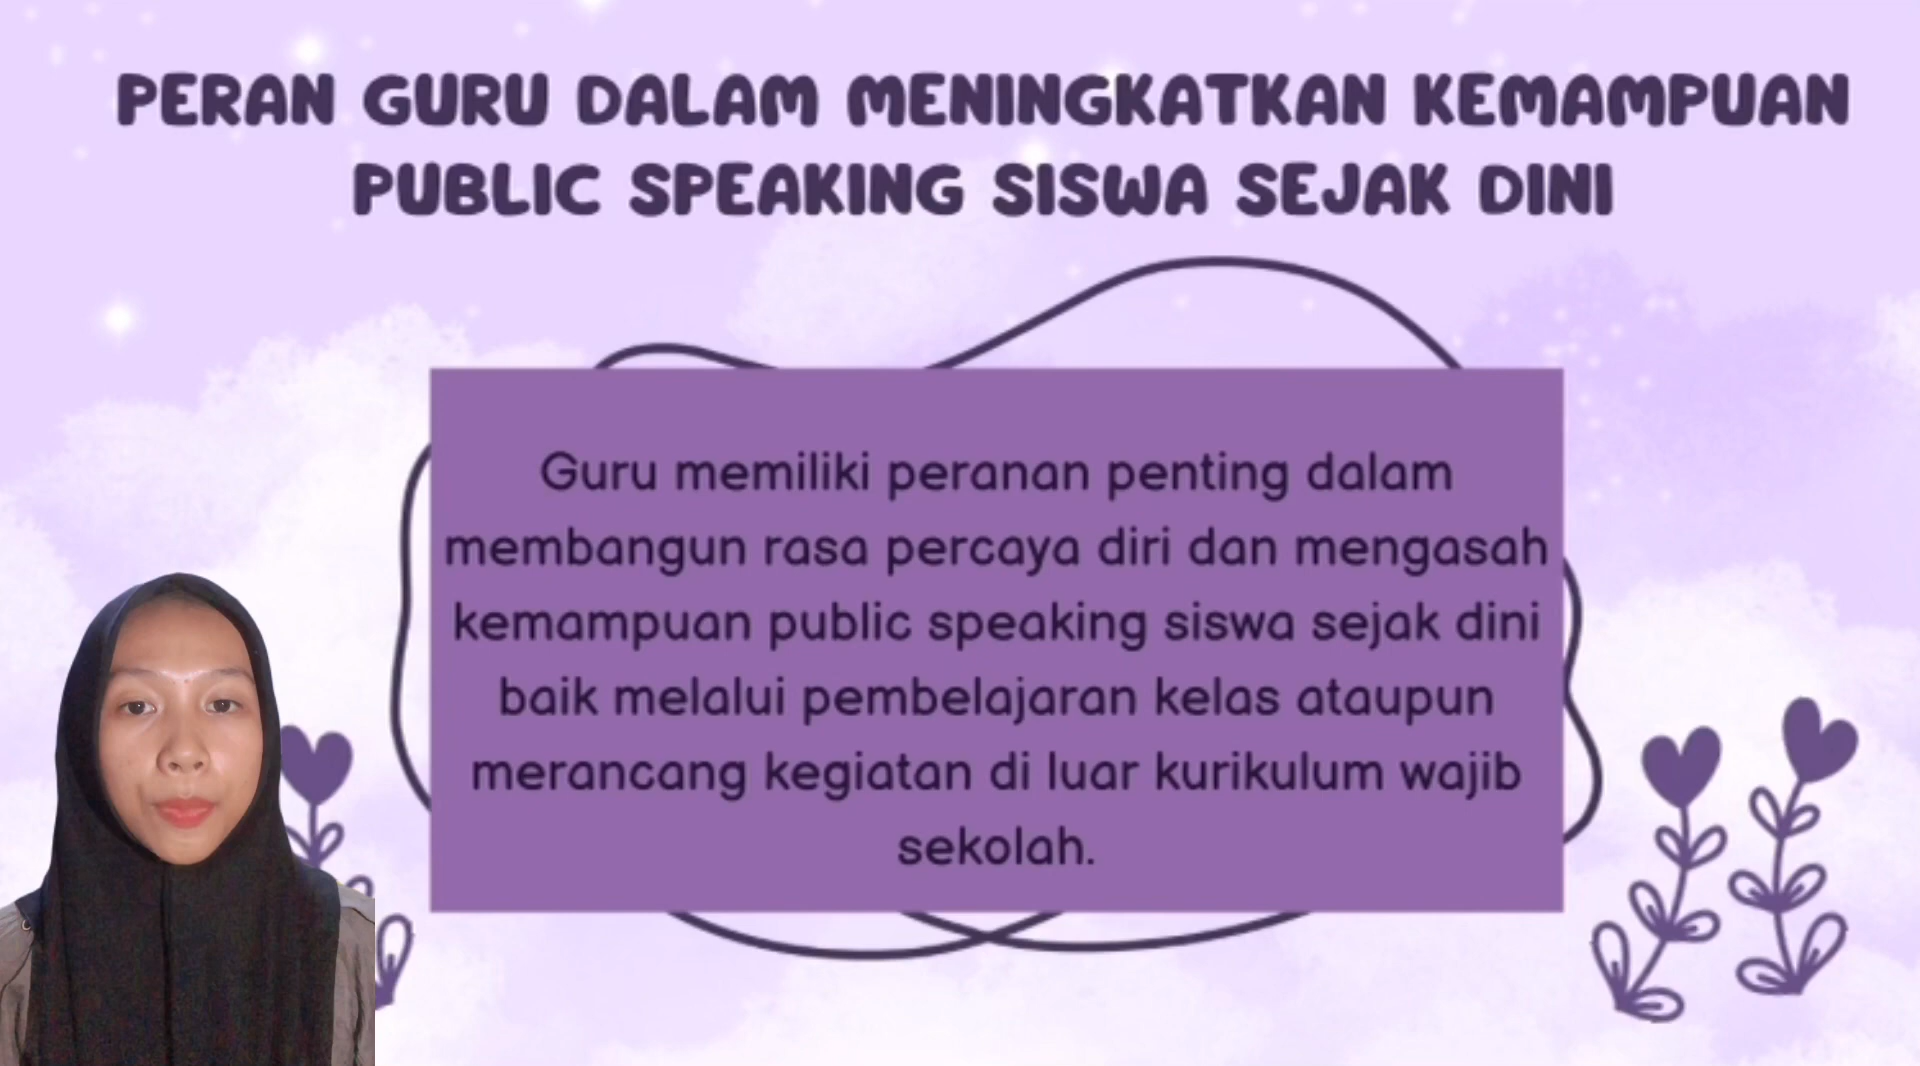 PERAN GURU DALAM MENINGKATKAN KEMAMPUAN
PUBLIC SPEAKING SISWA SEJAK DINI
Guru memiliki peranan penting dalam
membangun rasa percaya diri dan mengasah
kemampuan public speaking siswa sejak dini
baik melalui pembelajaran kelas ataupun
merancang kegiatan di luar kurikulum wajib
sekolah.